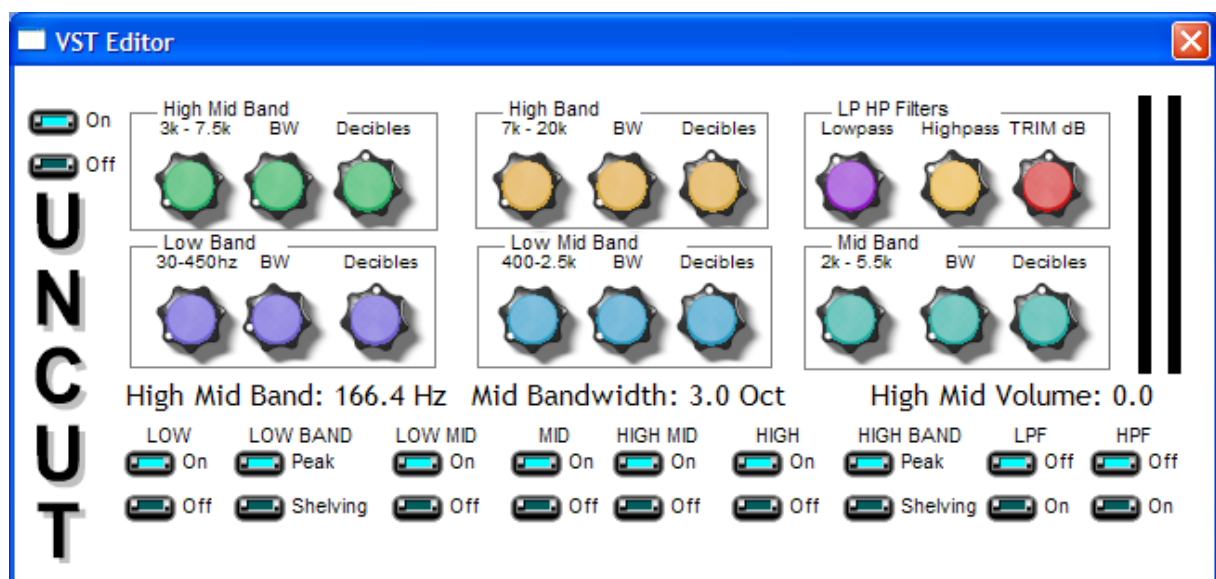 VST Editor
On
Off
UNCUT
High Mid Band
3k - 7.5k BW Decibles
High Band
7k - 20k BW Decibles
LP HP Filters
Lowpass Highpass TRIM dB
Low Band
30-450hz BW Decibles
Low Mid Band
400-2.5k BW Decibles
Mid Band
2k - 5.5k BW Decibles
High Mid Band: 166.4 Hz Mid Bandwidth: 3.0 Oct High Mid Volume: 0.0
LOW LOW BAND LOW MID MID HIGH MID HIGH HIGH BAND LPF HPF
On Peak On On On On Peak Off Off
Off Shelving Off Off Off Off Shelving On On